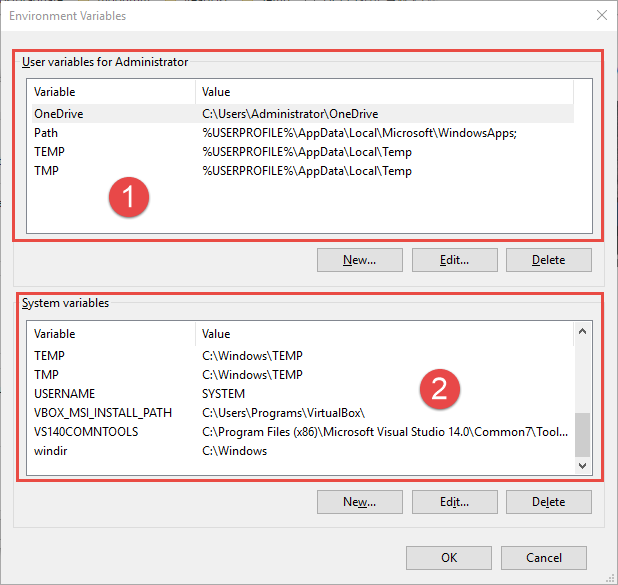 Environment Variables
User variables for Administrator
Variable Value
OneDrive C:\Users\Administrator\OneDrive
Path %USERPROFILE%\AppData\Local\Microsoft\WindowsApps;
TEMP %USERPROFILE%\AppData\Local\Temp
TMP %USERPROFILE%\AppData\Local\Temp
1
New... Edit... Delete
System variables
Variable Value
TEMP C:\Windows\TEMP
TMP C:\Windows\TEMP
USERNAME SYSTEM
2
VBOX_MSI_INSTALL_PATH C:\Users\Programs\VirtualBox\
VS140COMNTOOLS C:\Program Files (x86)\Microsoft Visual Studio 14.0\Common7\Tool...
windir C:\Windows
New... Edit... Delete
OK Cancel